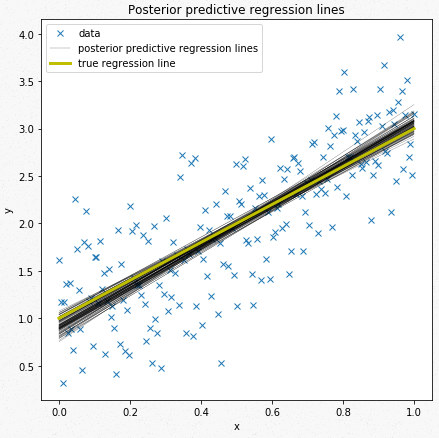 Posterior predictive regression lines
data
posterior predictive regression lines
true regression line
4.0
3.5
3.0
2.5
2.0
1.5
1.0
0.5
y
0.0 0.2 0.4 0.6 0.8 1.0
x